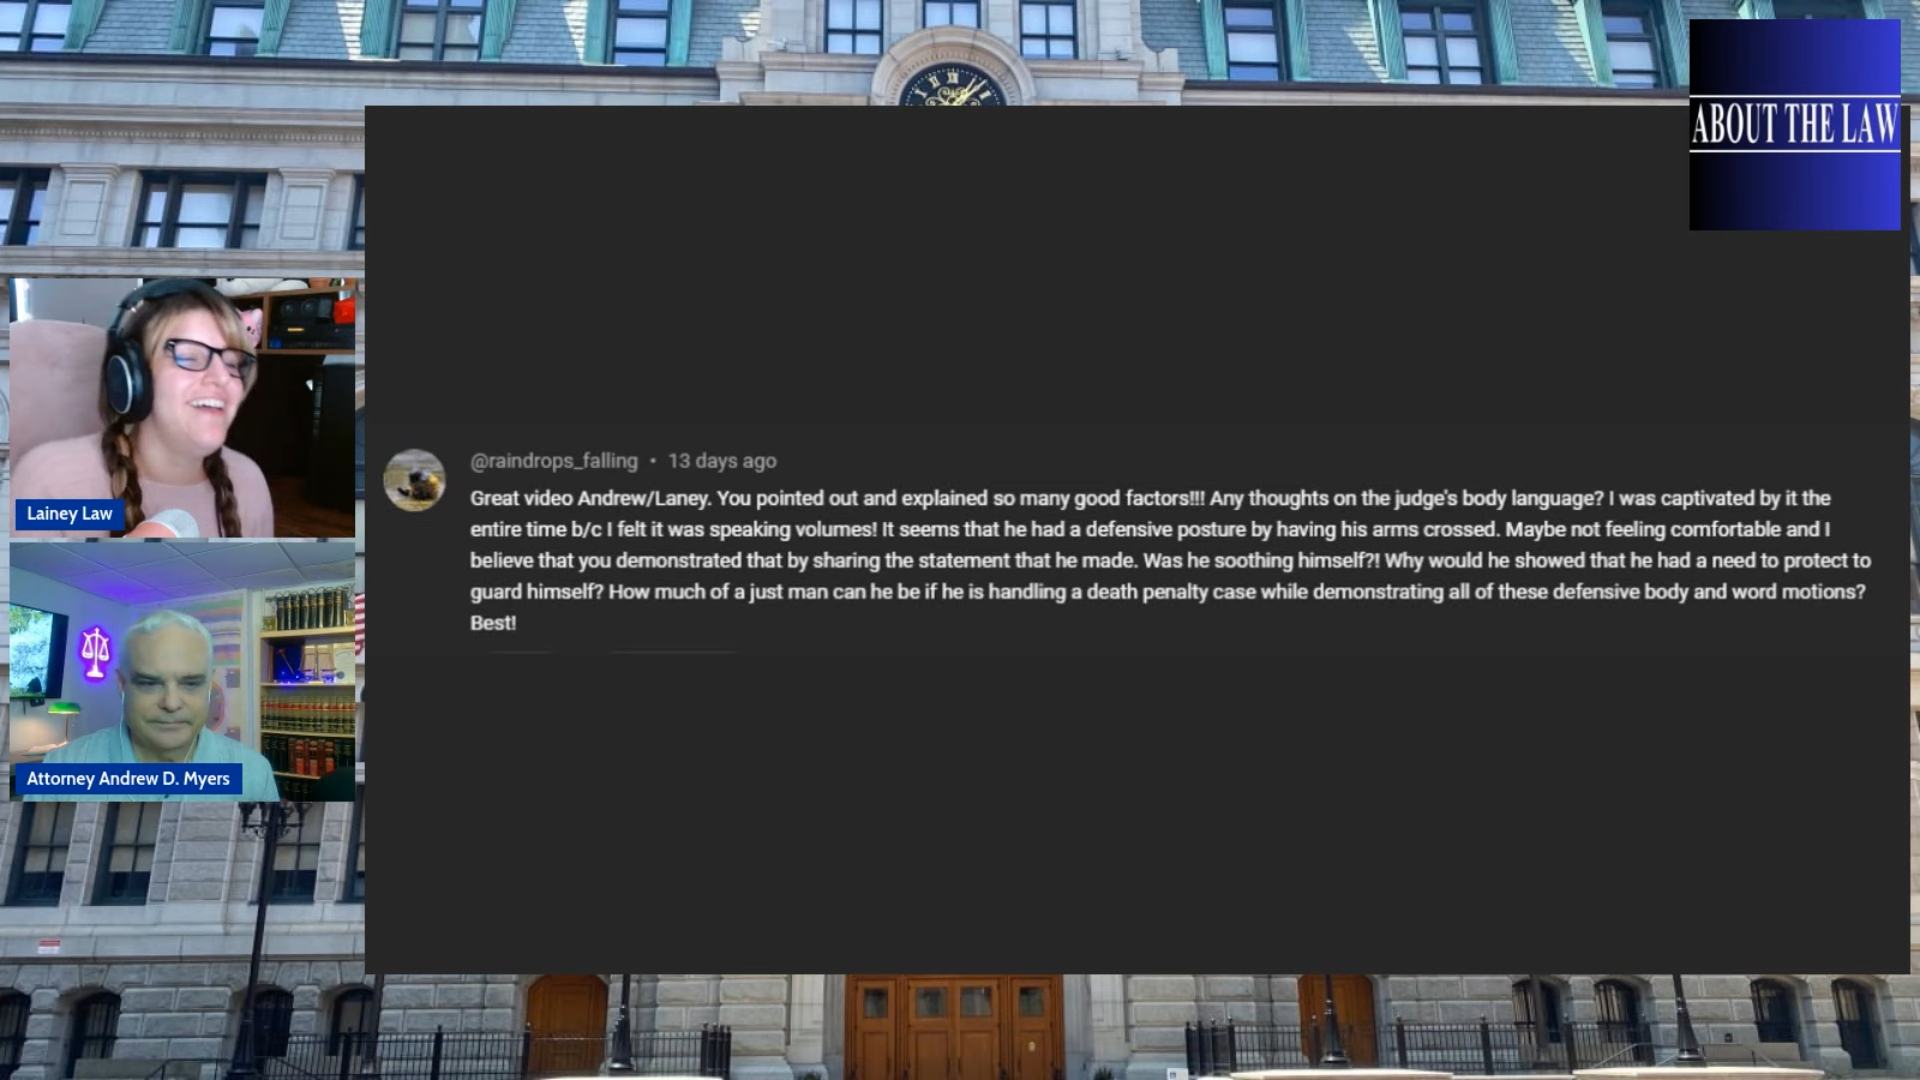 ABOUT THE LAW
@raindrops_falling • 13 days ago
Great video Andrew/Laney. You pointed out and explained so many good factors!!! Any thoughts on the judge's body language? I was captivated by it the
entire time b/c I felt it was speaking volumes! It seems that he had a defensive posture by having his arms crossed. Maybe not feeling comfortable and I
believe that you demonstrated that by sharing the statement that he made. Was he soothing himself?! Why would he showed that he had a need to protect to
guard himself? How much of a just man can he be if he is handling a death penalty case while demonstrating all of these defensive body and word motions?
Best!
Lainey Law
Attorney Andrew D. Myers